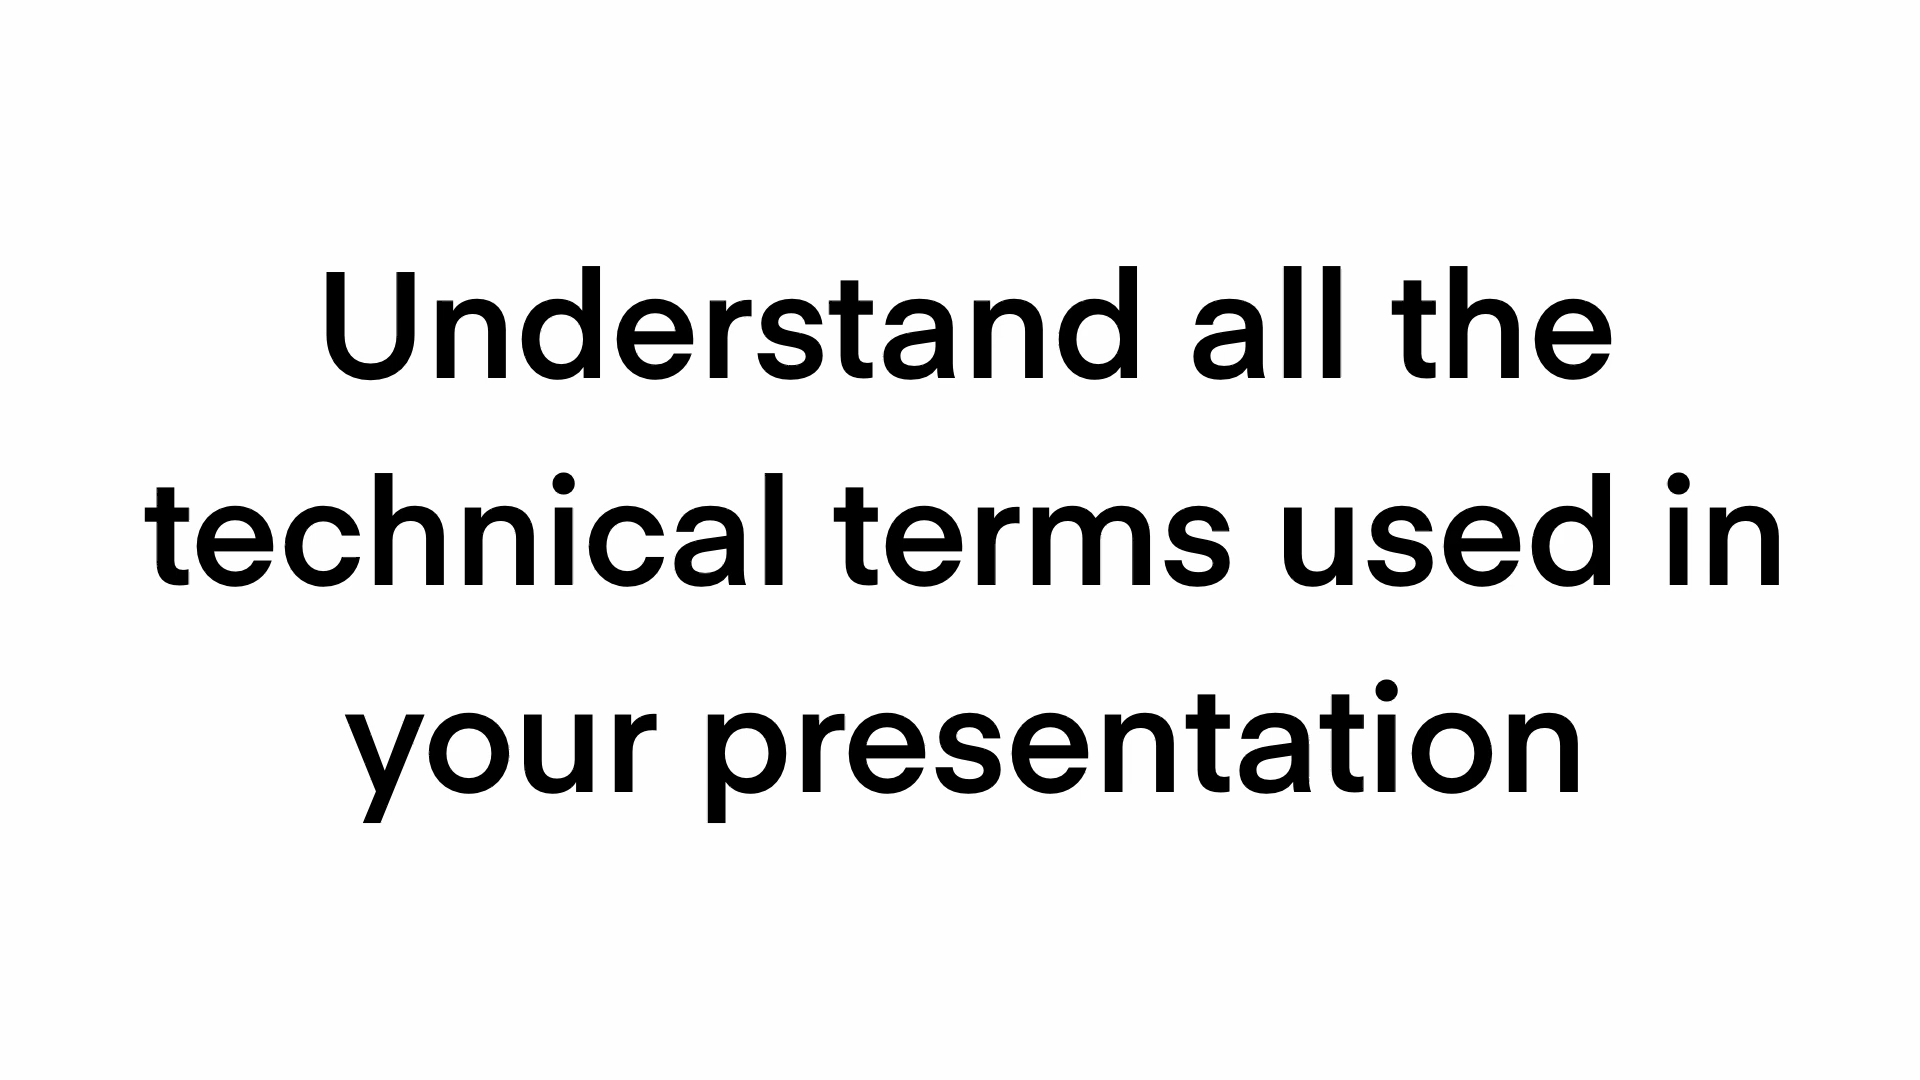 Understand all the
technical terms used in
your presentation